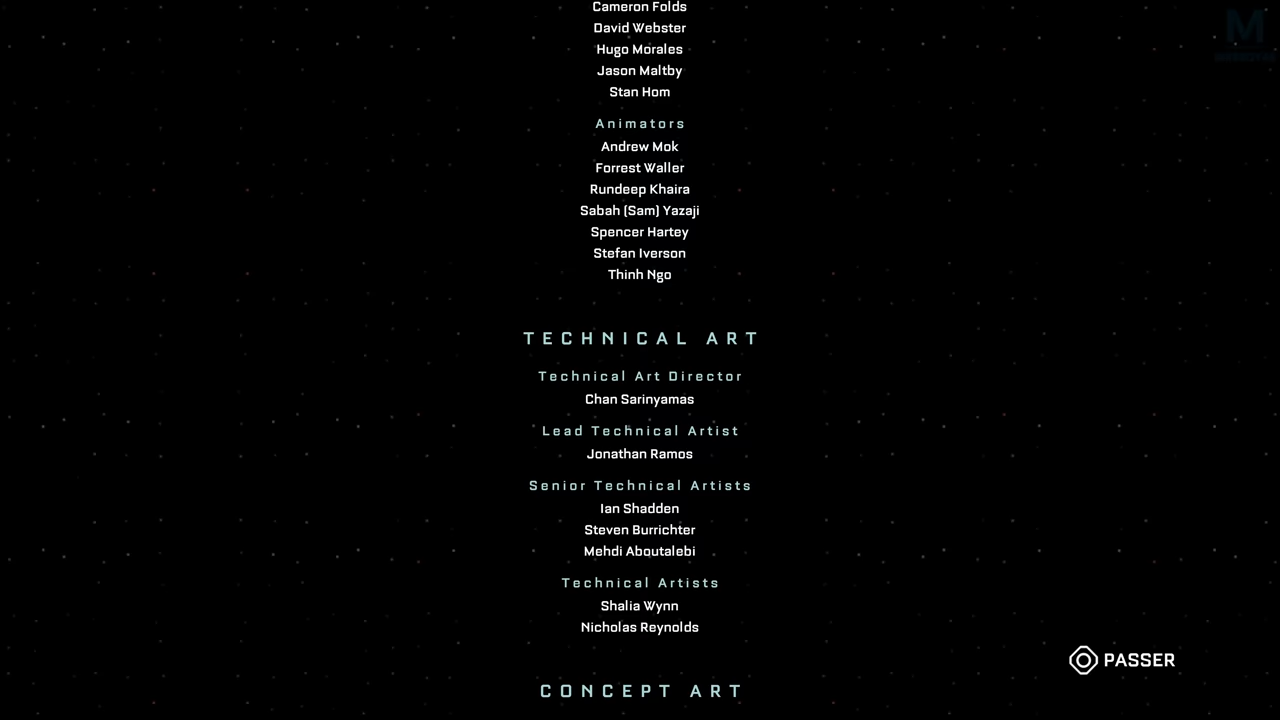 Cameron Folds
David Webster
Hugo Morales
Jason Maltby
Stan Hom
Animators
Andrew Mok
Forrest Waller
Rundeep Khaira
Sabah (Sam) Yazaji
Spencer Hartey
Stefan Iverson
Thinh Ngo
TECHNICAL ART
Technical Art Director
Chan Sarinyamas
Lead Technical Artist
Jonathan Ramos
Senior Technical Artists
Ian Shadden
Steven Burrichter
Mehdi Aboutalebi
Technical Artists
Shalia Wynn
Nicholas Reynolds
PASSER
CONCEPT ART